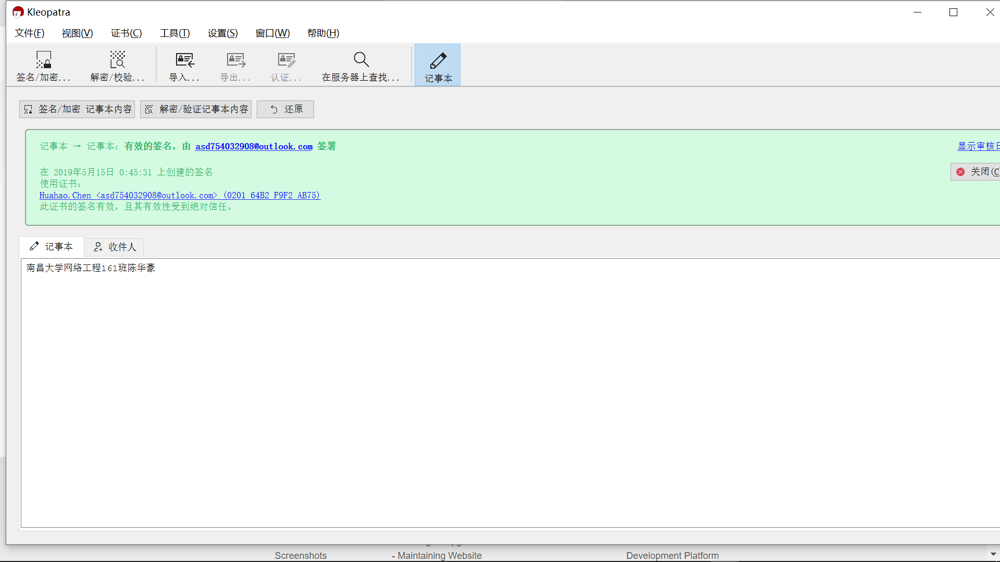 Kleopatra
文件(F) 视图(V) 证书(C) 工具(T) 设置(S) 窗口(W) 帮助(H)
签名/加密... 解密/校验... 导入... 导出... 认证... 在服务器上查找... 记事本
签名/加密 记事本内容 解密/验证记事本内容 还原
记事本 → 记事本：有效的签名，由 asd754032908@outlook.com 签署
显示审核
在 2019年5月15日 0:45:31 上创建的签名
关闭(C
使用证书：
Huahao.Chen <asd754032908@outlook.com> (0201 64B2 F9F2 AB75)
此证书的签名有效，且其有效性受到绝对信任。
记事本 收件人
南昌大学网络工程161班陈华豪
Screenshots - Maintaining Website Development Platform